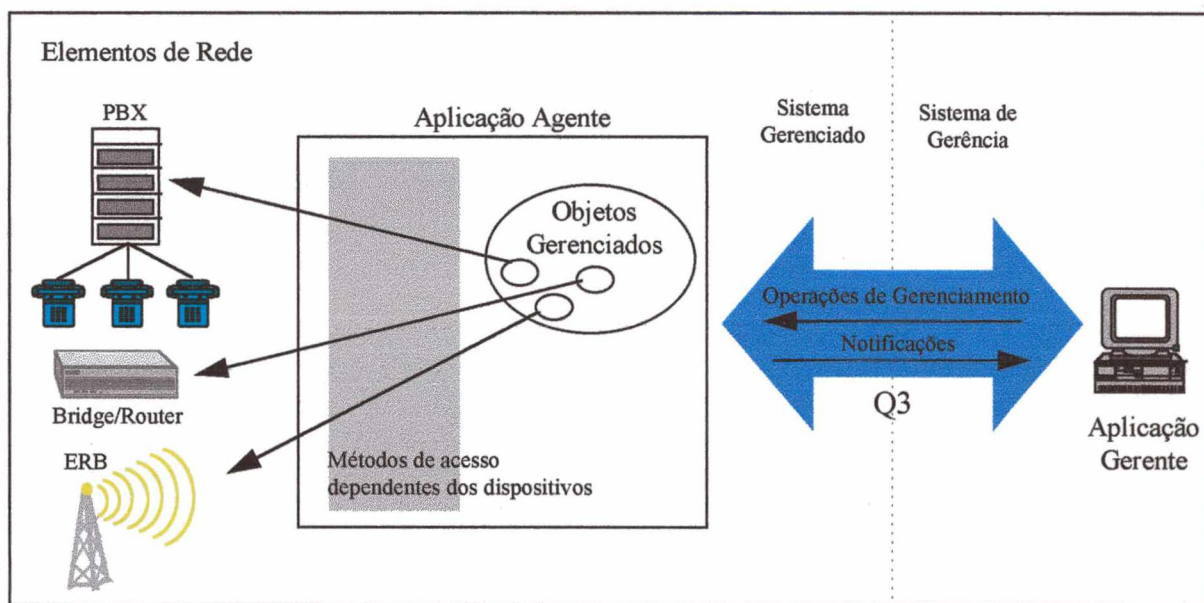 Elementos de Rede
PBX
Bridge/Router
ERB
Aplicação Agente
Objetos
Gerenciados
Métodos de acesso
dependentes dos dispositivos
Sistema
Gerenciado
Sistema de
Gerência
Operações de Gerenciamento
Notificações
Q3
Aplicação
Gerente